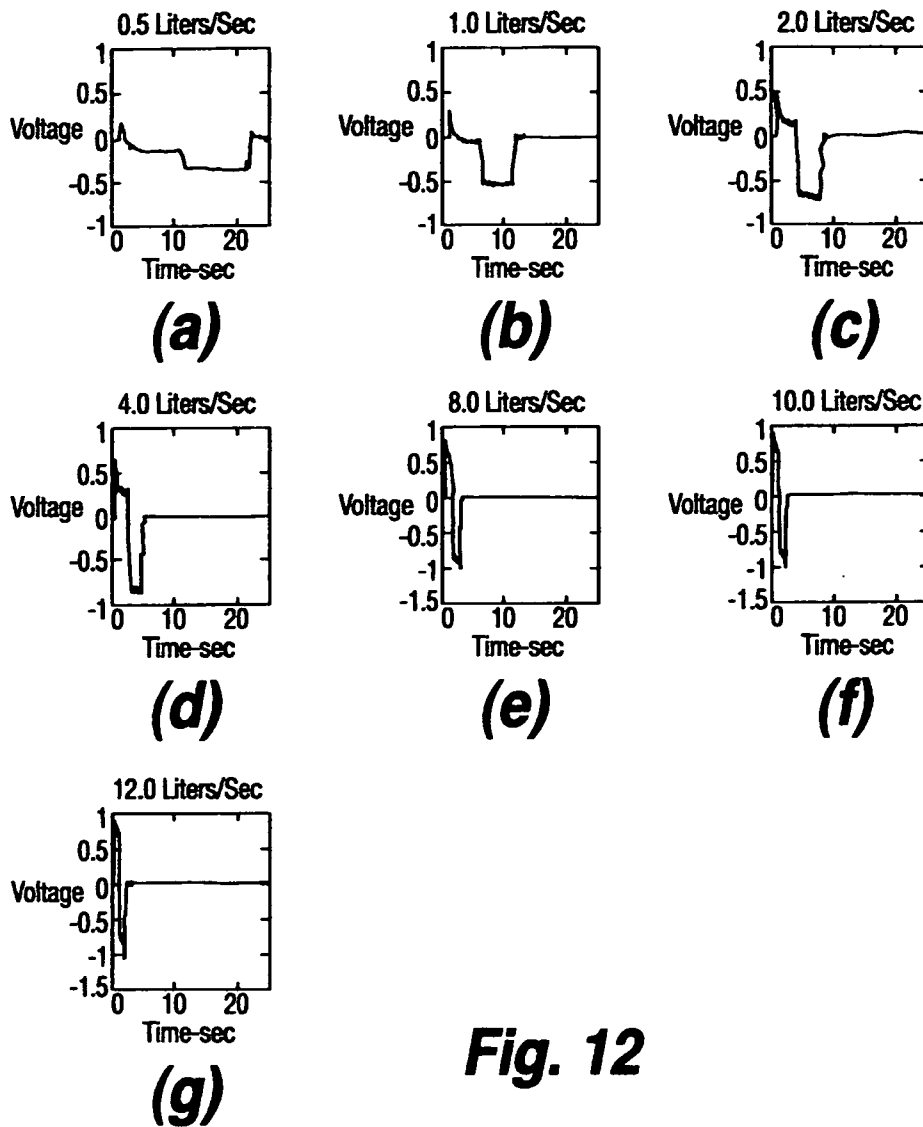 0.5 Liters/Sec
1
0.5
Voltage 0
-0.5
-1
0 10 20
Time-sec
(a)
1.0 Liters/Sec
1
0.5
Voltage 0
-0.5
-1
0 10 20
Time-sec
(b)
2.0 Liters/Sec
1
0.5
Voltage 0
-0.5
-1
0 10 20
Time-sec
(c)
4.0 Liters/Sec
1
0.5
Voltage 0
-0.5
-1
0 10 20
Time-sec
(d)
8.0 Liters/Sec
1
0.5
Voltage 0
-0.5
-1
-1.5
0 10 20
Time-sec
(e)
10.0 Liters/Sec
1
0.5
Voltage 0
-0.5
-1
-1.5
0 10 20
Time-sec
(f)
12.0 Liters/Sec
1
0.5
Voltage 0
-0.5
-1
-1.5
0 10 20
Time-sec
(g)
Fig. 12